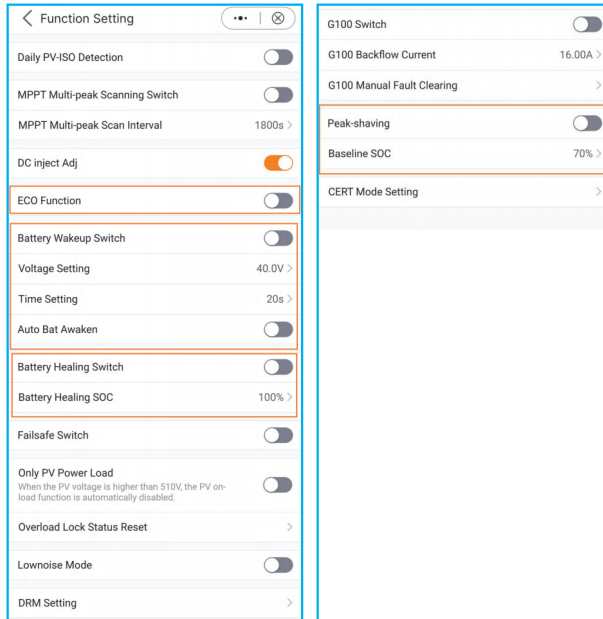 Function Setting
Daily PV-ISO Detection
MPPT Multi-peak Scanning Switch
MPPT Multi-peak Scan Interval 1800s
DC inject Adj
ECO Function
Battery Wakeup Switch
Voltage Setting 40.0V
Time Setting 20s
Auto Bat Awaken
Battery Healing Switch
Battery Healing SOC 100%
Failsafe Switch
Only PV Power Load
When the PV voltage is higher than 510V, the PV on-
load function is automatically disabled.
Overload Lock Status Reset
Lownoise Mode
DRM Setting
G100 Switch
G100 Backflow Current 16.00A
G100 Manual Fault Clearing
Peak-shaving
Baseline SOC 70%
CERT Mode Setting